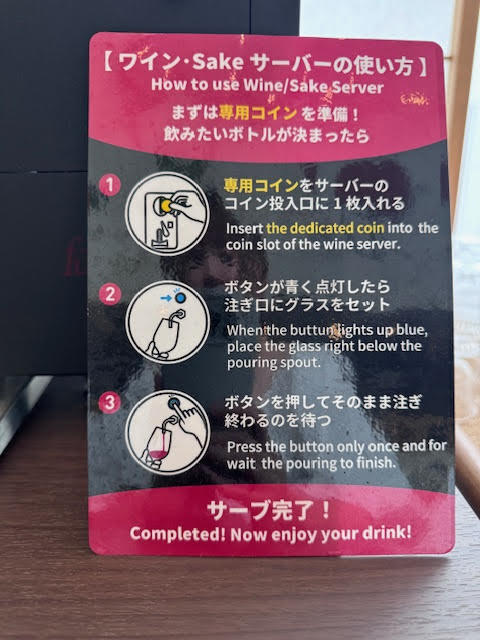 【 ワイン・Sake サーバーの使い方 】
How to use Wine/Sake Server
まずは専用コイン を準備！
飲みたいボトルが決まったら
1
専用コインをサーバーの
コイン投入口に 1 枚入れる
Insert the dedicated coin into the
coin slot of the wine server.
2
ボタンが青く点灯したら
注ぎ口にグラスをセット
When the buttun lights up blue,
place the glass right below the
pouring spout.
3
ボタンを押してそのまま注ぎ
終わるのを待つ
Press the button only once and for
wait the pouring to finish.
サーブ完了！
Completed! Now enjoy your drink!